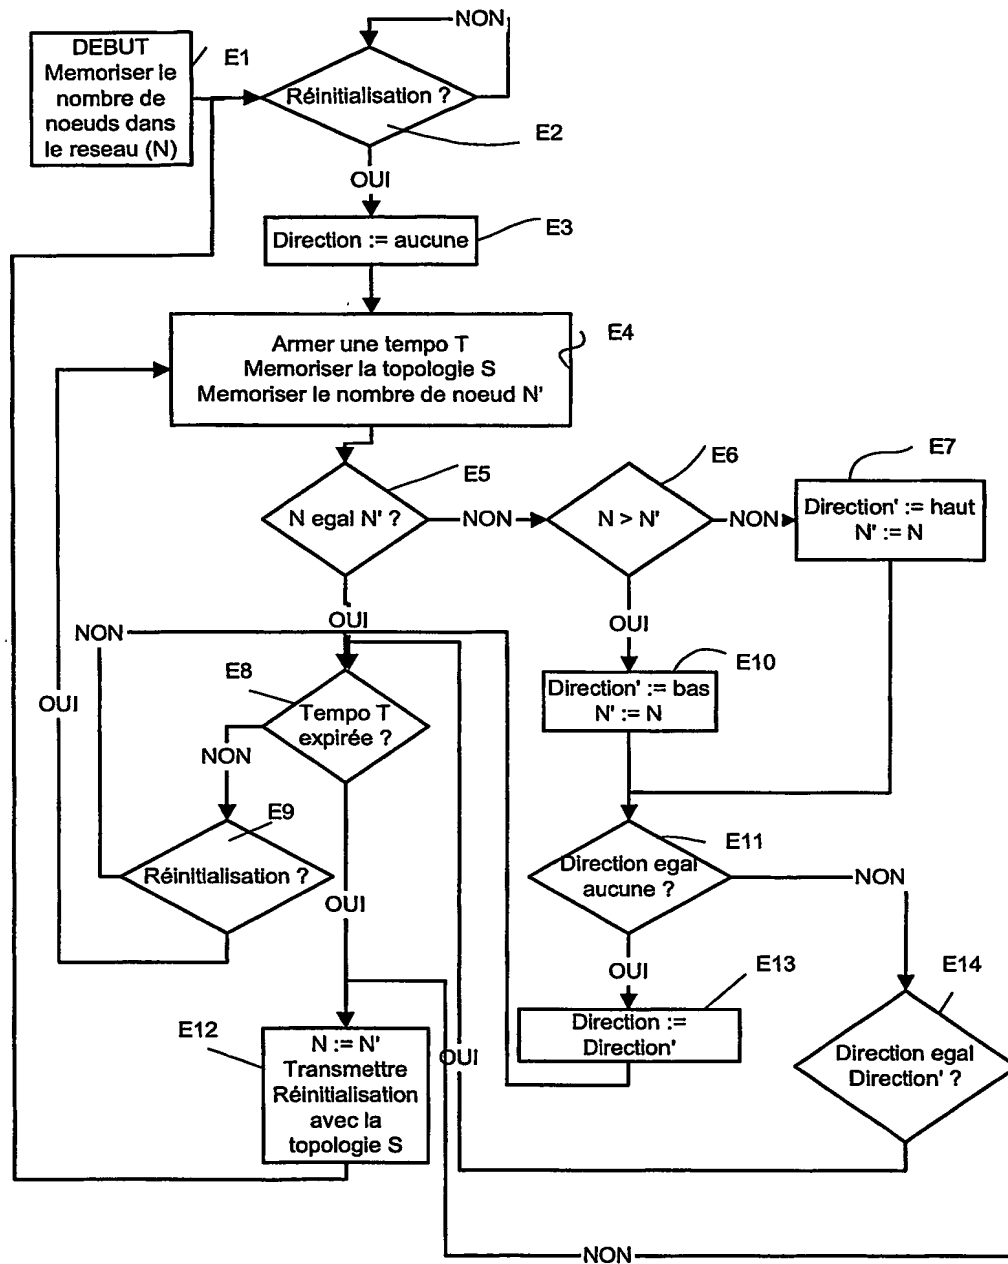 NON
DEBUT
Memoriser le
nombre de
noeuds dans
le reseau (N)
E1
Réinitialisation ?
E2
OUI
Direction := aucune
E3
Armer une tempo T
Memoriser la topologie S
Memoriser le nombre de noeud N'
E4
N egal N' ?
E5
NON
N > N'
E6
NON
Direction' := haut
N' := N
E7
OUI
NON
OUI
Direction' := bas
N' := N
E10
E8
Tempo T
expirée ?
OUI
NON
E9
Réinitialisation ?
OUI
E11
Direction egal
aucune ?
NON
OUI
E13
Direction :=
Direction'
E14
Direction egal
Direction' ?
E12
N := N'
Transmettre
Réinitialisation
avec la
topologie S
OUI
NON